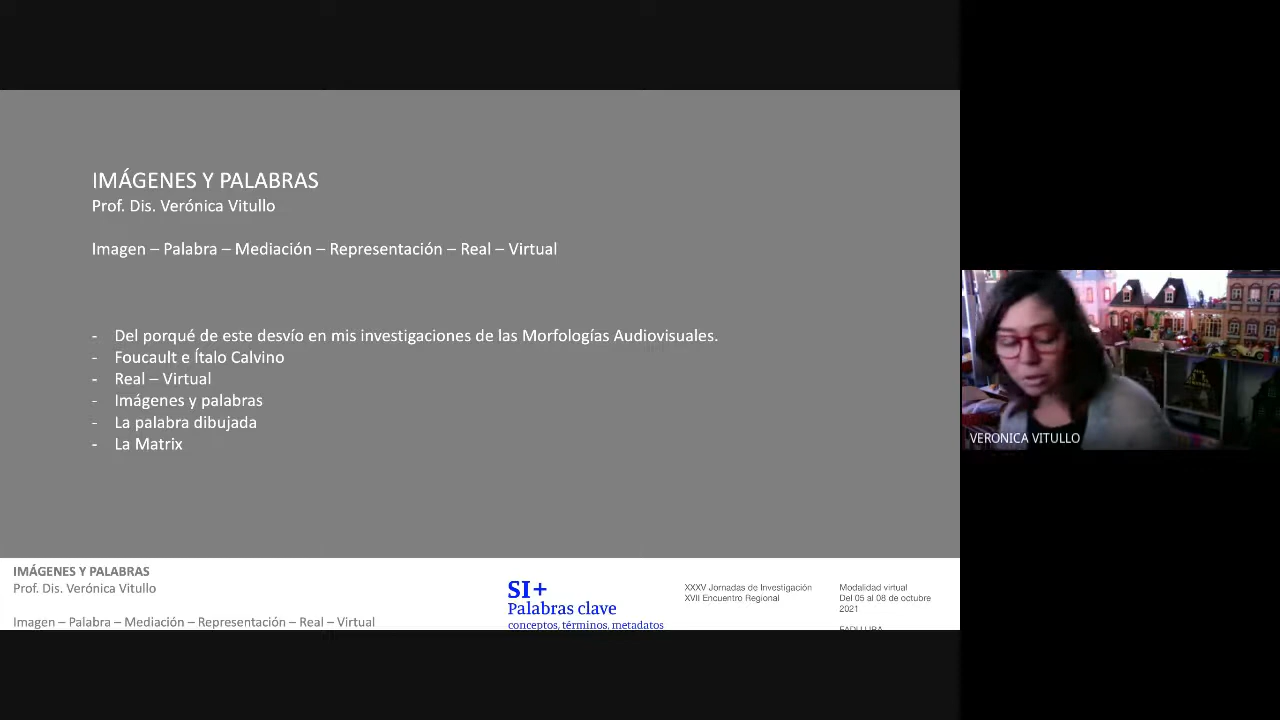 IMÁGENES Y PALABRAS
Prof. Dis. Verónica Vitullo
Imagen – Palabra – Mediación – Representación – Real – Virtual
- Del porqué de este desvío en mis investigaciones de las Morfologías Audiovisuales.
- Foucault e Ítalo Calvino
- Real – Virtual
- Imágenes y palabras
- La palabra dibujada
- La Matrix
IMÁGENES Y PALABRAS
Prof. Dis. Verónica Vitullo
Imagen – Palabra – Mediación – Representación – Real – Virtual
SI+
Palabras clave
conceptos, términos, metadatos
XXXV Jornadas de Investigación
XVII Encuentro Regional
Modalidad virtual
Del 05 al 08 de octubre
2021
VERONICA VITULLO